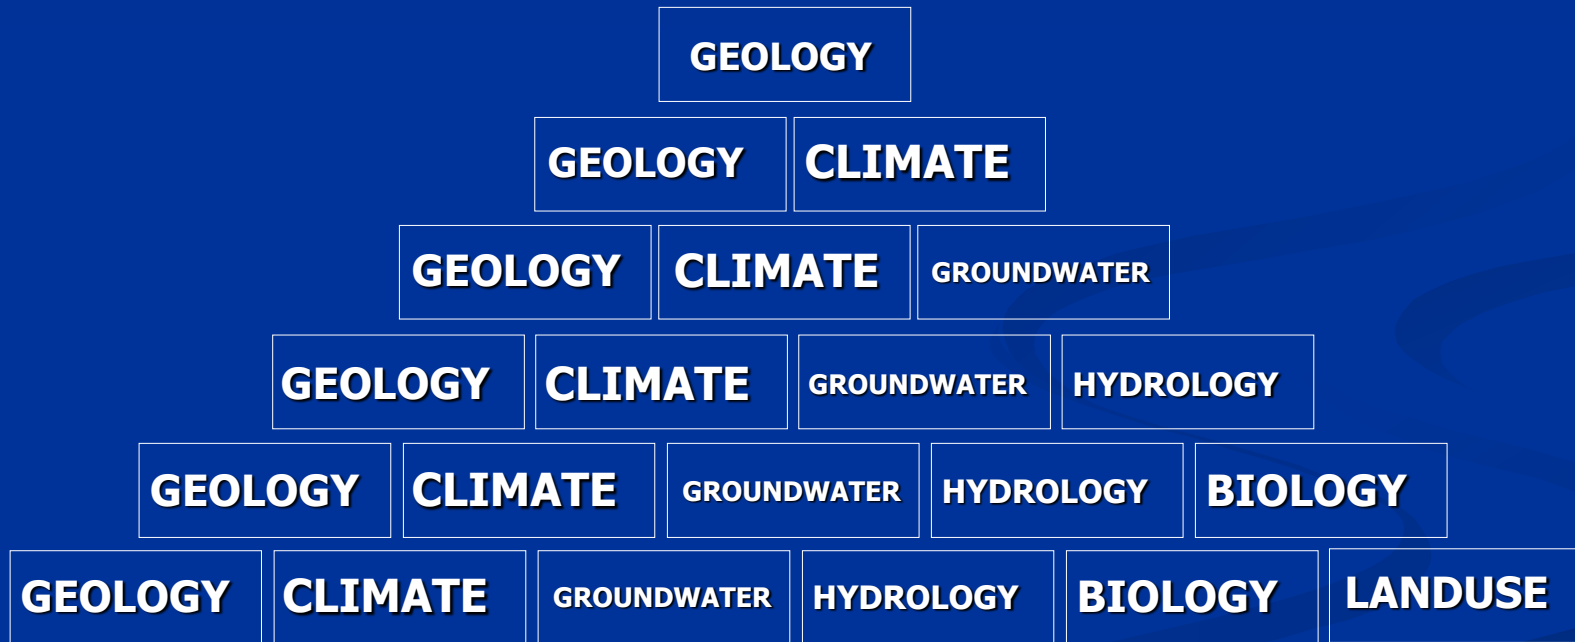 GEOLOGY
GEOLOGY CLIMATE
GEOLOGY CLIMATE GROUNDWATER
GEOLOGY CLIMATE GROUNDWATER HYDROLOGY
GEOLOGY CLIMATE GROUNDWATER HYDROLOGY BIOLOGY
GEOLOGY CLIMATE GROUNDWATER HYDROLOGY BIOLOGY LANDUSE